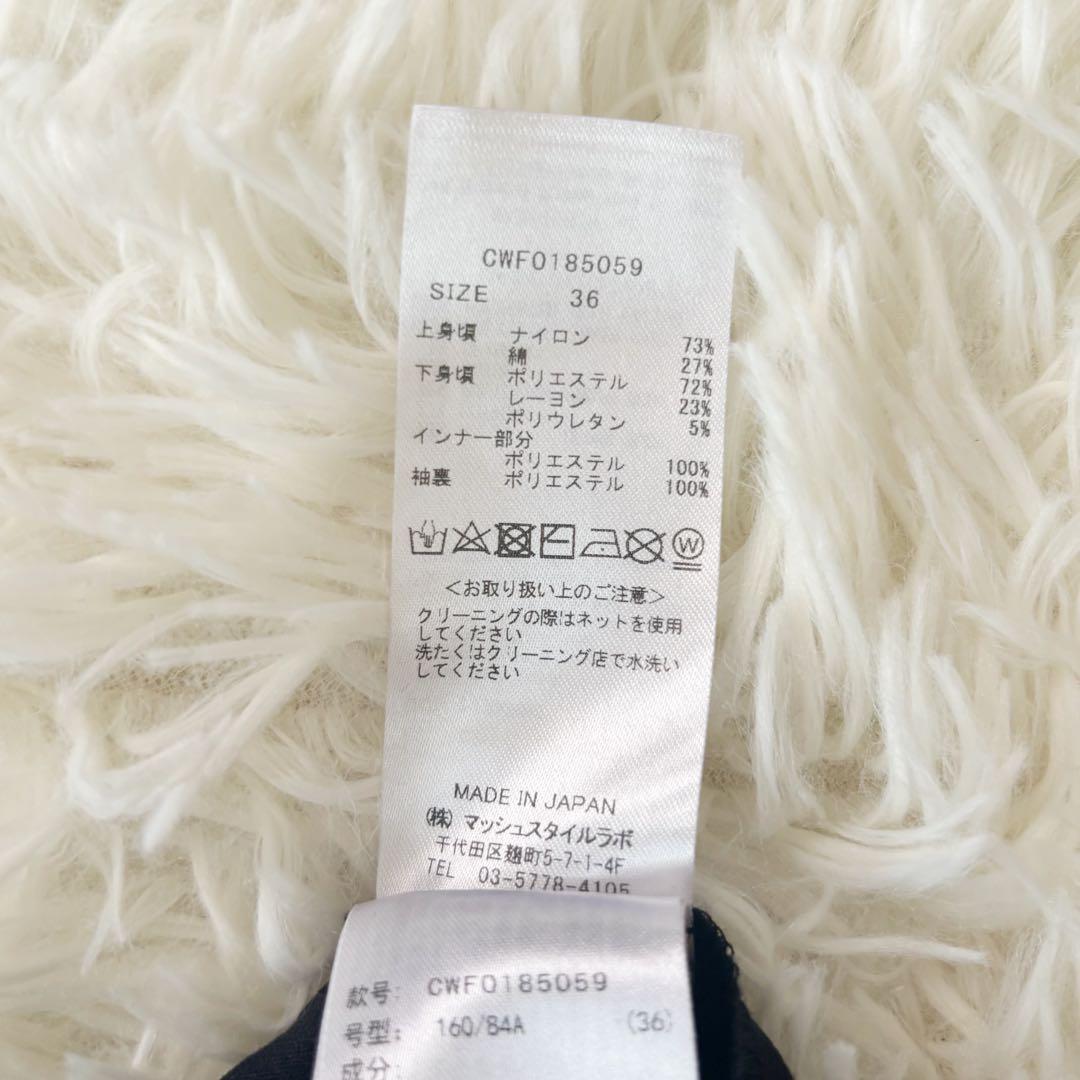 CWF0185059
SIZE 36
上身頃 ナイロン 73%
綿 27%
下身頃 ポリエステル 72%
レーヨン 23%
ポリウレタン 5%
インナー部分
ポリエステル 100%
袖裏 ポリエステル 100%
W
<お取り扱い上のご注意>
クリーニングの際はネットを使用
してください
洗たくはクリーニング店で水洗い
してください
MADE IN JAPAN
(株) マッシュスタイルラボ
千代田区麹町5-7-1-4F
TEL 03-5778-4105
款号: CWF0185059
号型: 160/84A (36)
成分: